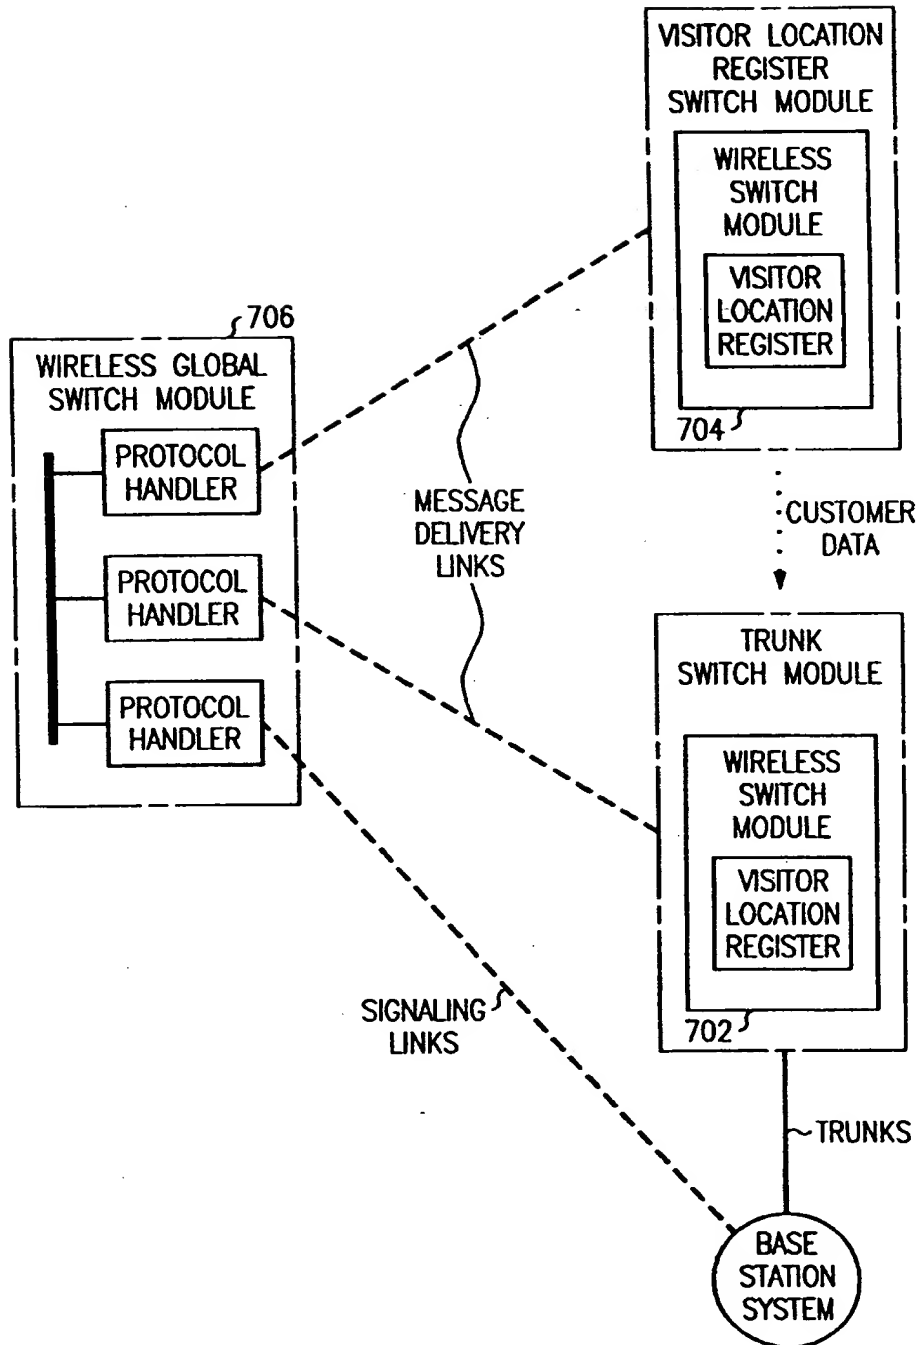 VISITOR LOCATION
REGISTER
SWITCH MODULE
WIRELESS
SWITCH
MODULE
VISITOR
LOCATION
REGISTER
704
706
WIRELESS GLOBAL
SWITCH MODULE
PROTOCOL
HANDLER
PROTOCOL
HANDLER
PROTOCOL
HANDLER
MESSAGE
DELIVERY
LINKS
CUSTOMER
DATA
TRUNK
SWITCH MODULE
WIRELESS
SWITCH
MODULE
VISITOR
LOCATION
REGISTER
702
SIGNALING
LINKS
TRUNKS
BASE
STATION
SYSTEM